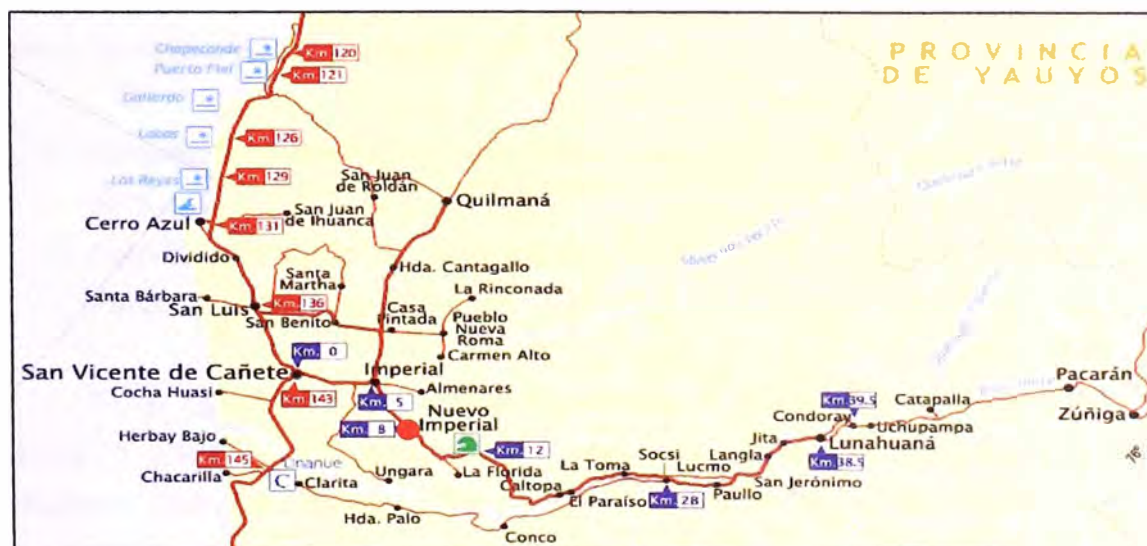 PROVINCIA
DE YAUYOS
Chepeconde
Km. 120
Puerto Fiel
Km. 121
Gallardo
Lobos
Km. 126
Los Reyes
Km. 129
San Juan
de Roldán
Quilmaná
Cerro Azul
Km. 131
San Juan
de Ihuanca
Dividido
Hda. Cantagallo
Santa
Martha
La Rinconada
Santa Bárbara
San Luis
Km. 136
San Benito
Casa
Pintada
Pueblo
Nueva
Roma
Carmen Alto
Km. 0
San Vicente de Cañete
Imperial
Almenares
Cocha Huasi
Km. 143
Km. 5
Nuevo
Imperial
Km. 8
Km. 12
Herbay Bajo
Km. 145
Chacarilla
C
Clarita
Ungara
La Florida
Caltopa
Hda. Palo
Conco
El Paraíso
La Toma
Socsi
Km. 28
Lucmo
Paullo
Langla
San Jerónimo
Jita
Condoray
Km. 39.5
Lunahuaná
Km. 38.5
Uchupampa
Catapalla
Pacarán
Zúñiga
76°